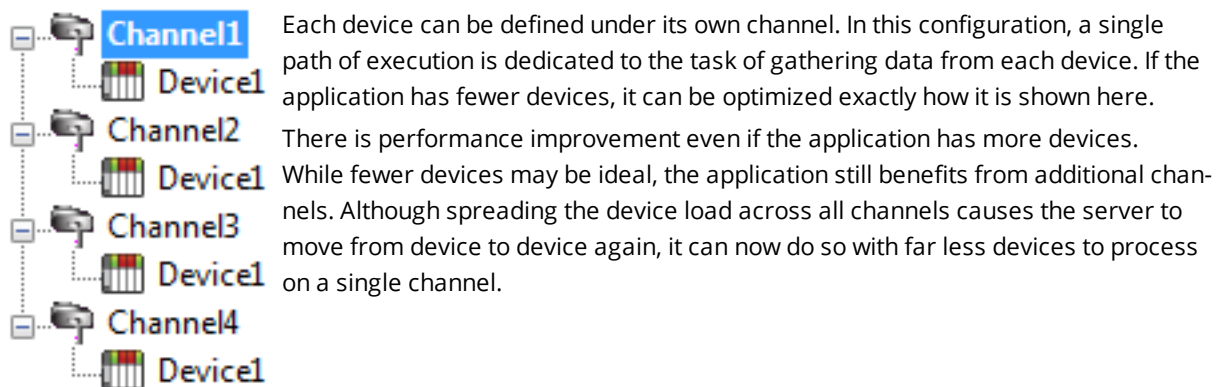 Channel1
Device1
Channel2
Device1
Channel3
Device1
Channel4
Device1
Each device can be defined under its own channel. In this configuration, a single
path of execution is dedicated to the task of gathering data from each device. If the
application has fewer devices, it can be optimized exactly how it is shown here.
There is performance improvement even if the application has more devices.
While fewer devices may be ideal, the application still benefits from additional chan-
nels. Although spreading the device load across all channels causes the server to
move from device to device again, it can now do so with far less devices to process
on a single channel.